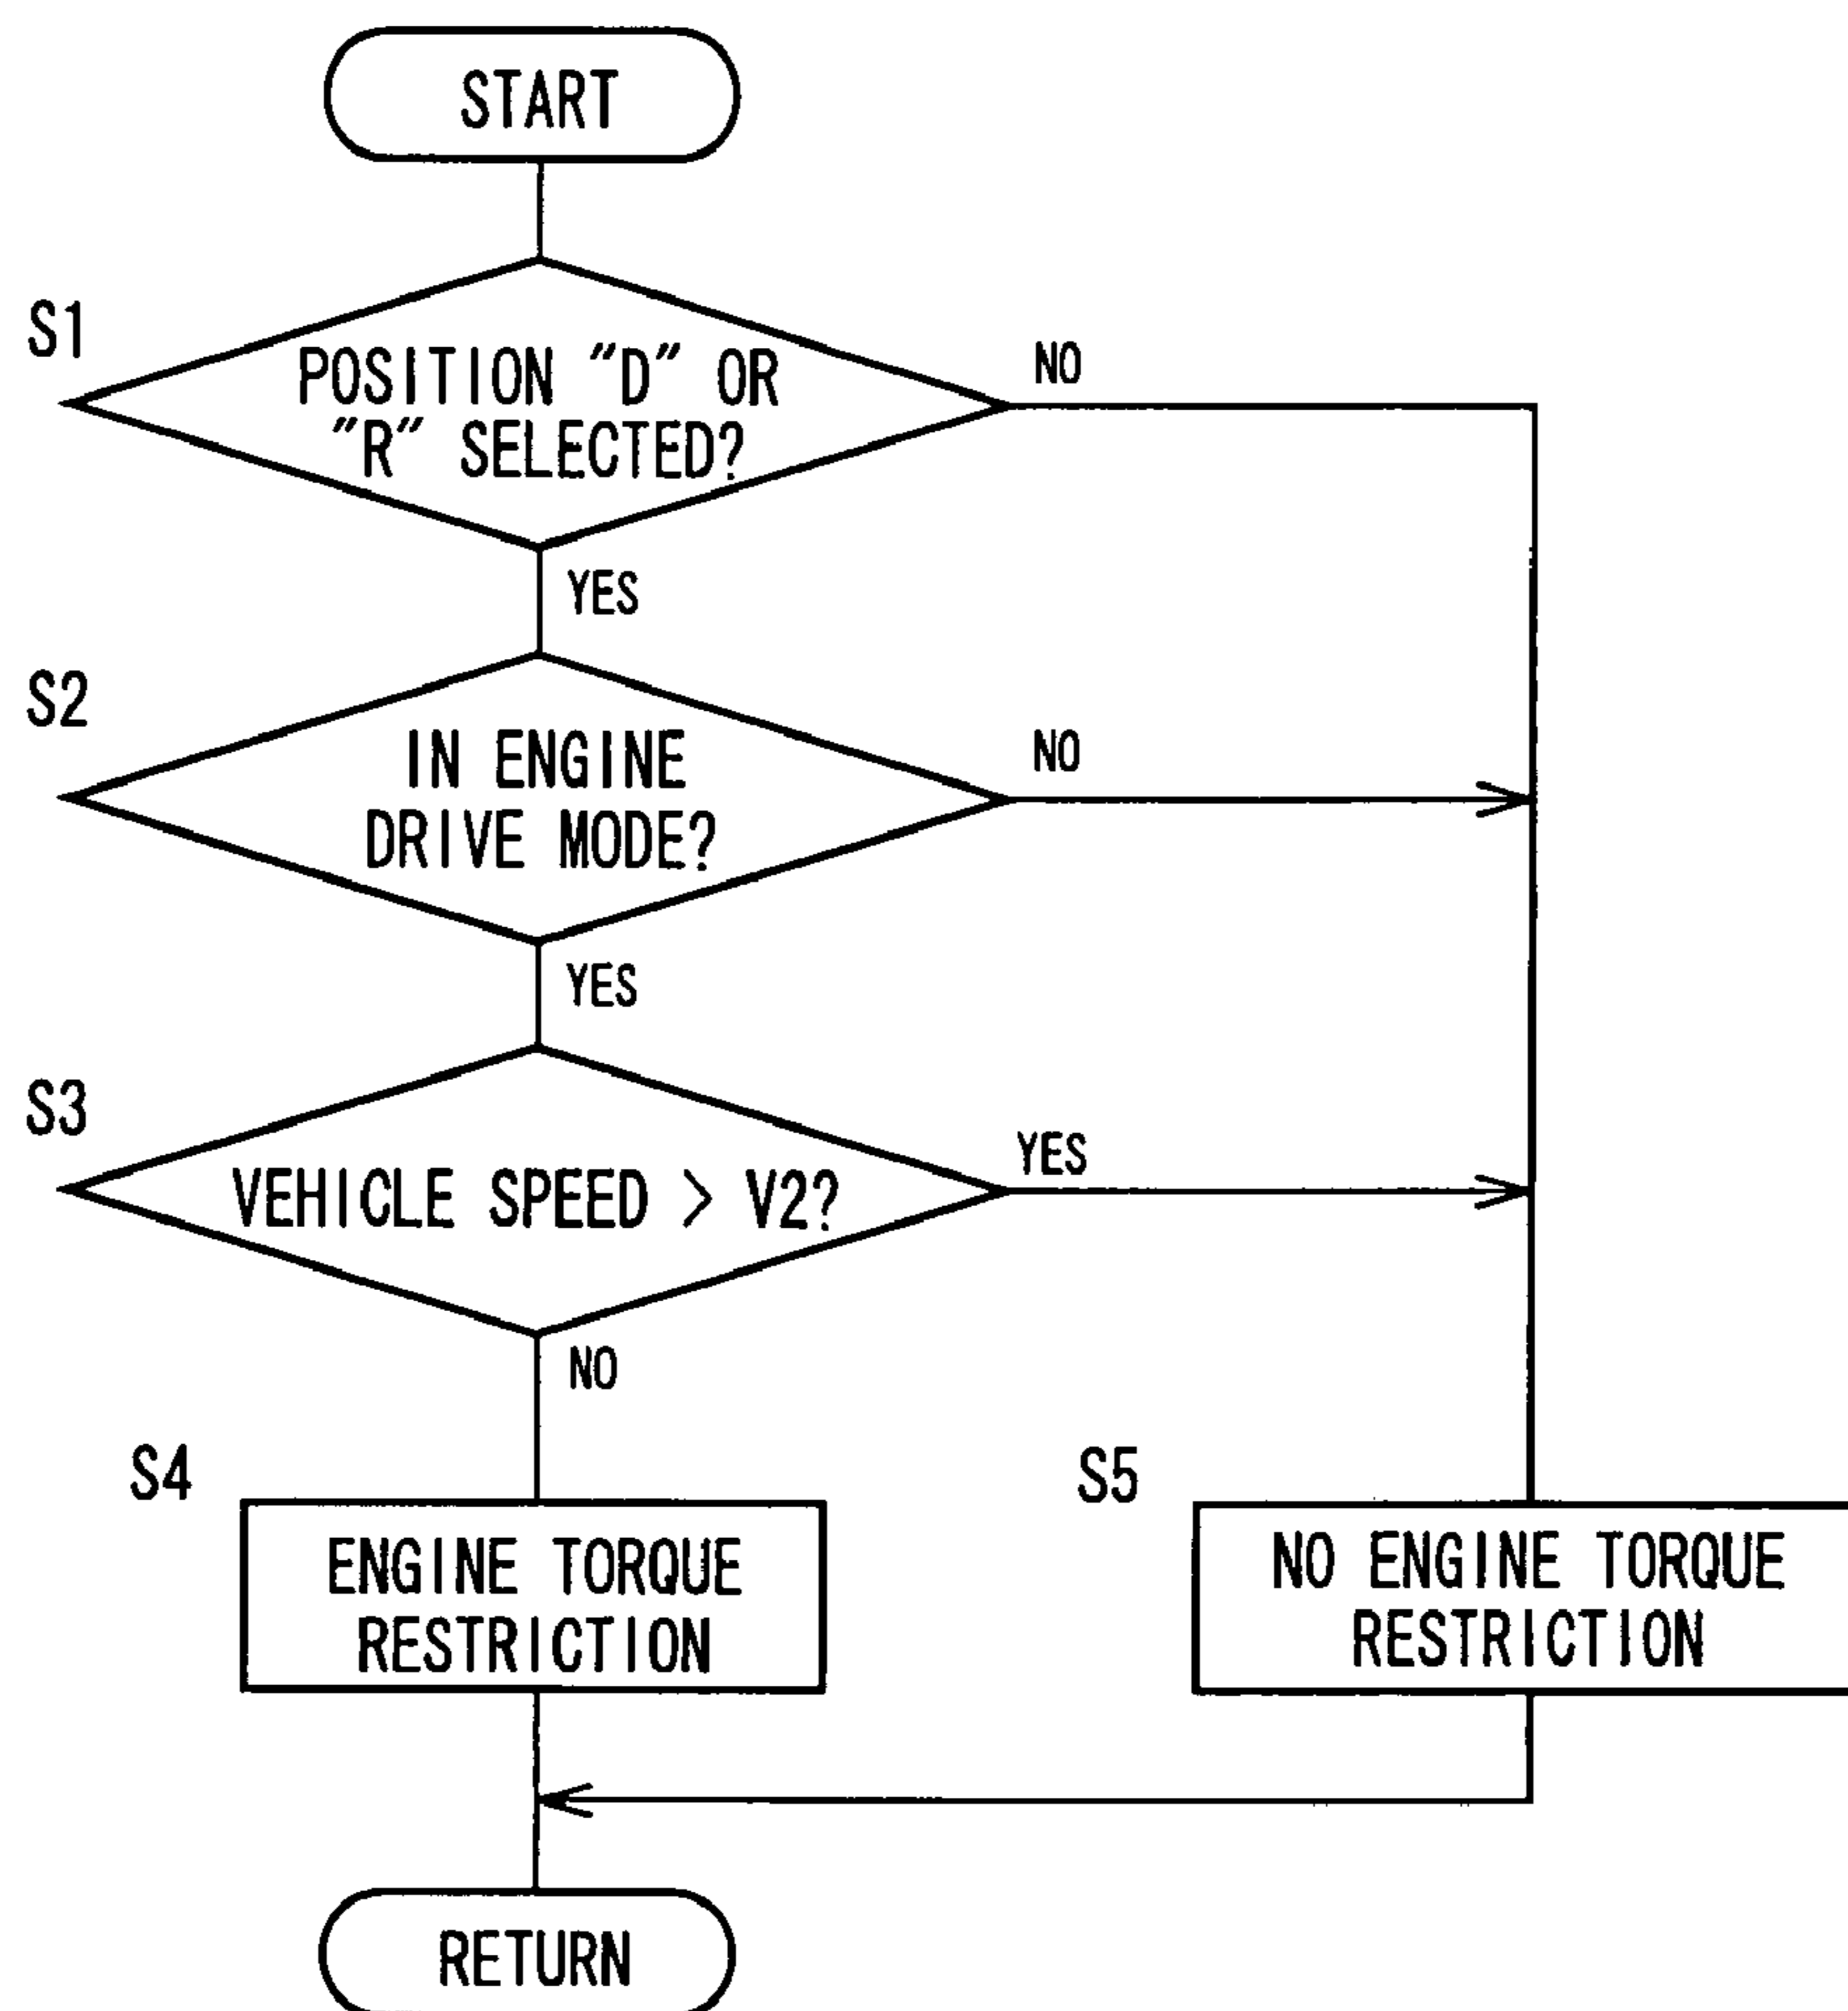 START
S1
POSITION "D" OR
"R" SELECTED?
NO
YES
S2
IN ENGINE
DRIVE MODE?
NO
YES
S3
VEHICLE SPEED > V2?
YES
NO
S4
ENGINE TORQUE
RESTRICTION
S5
NO ENGINE TORQUE
RESTRICTION
RETURN